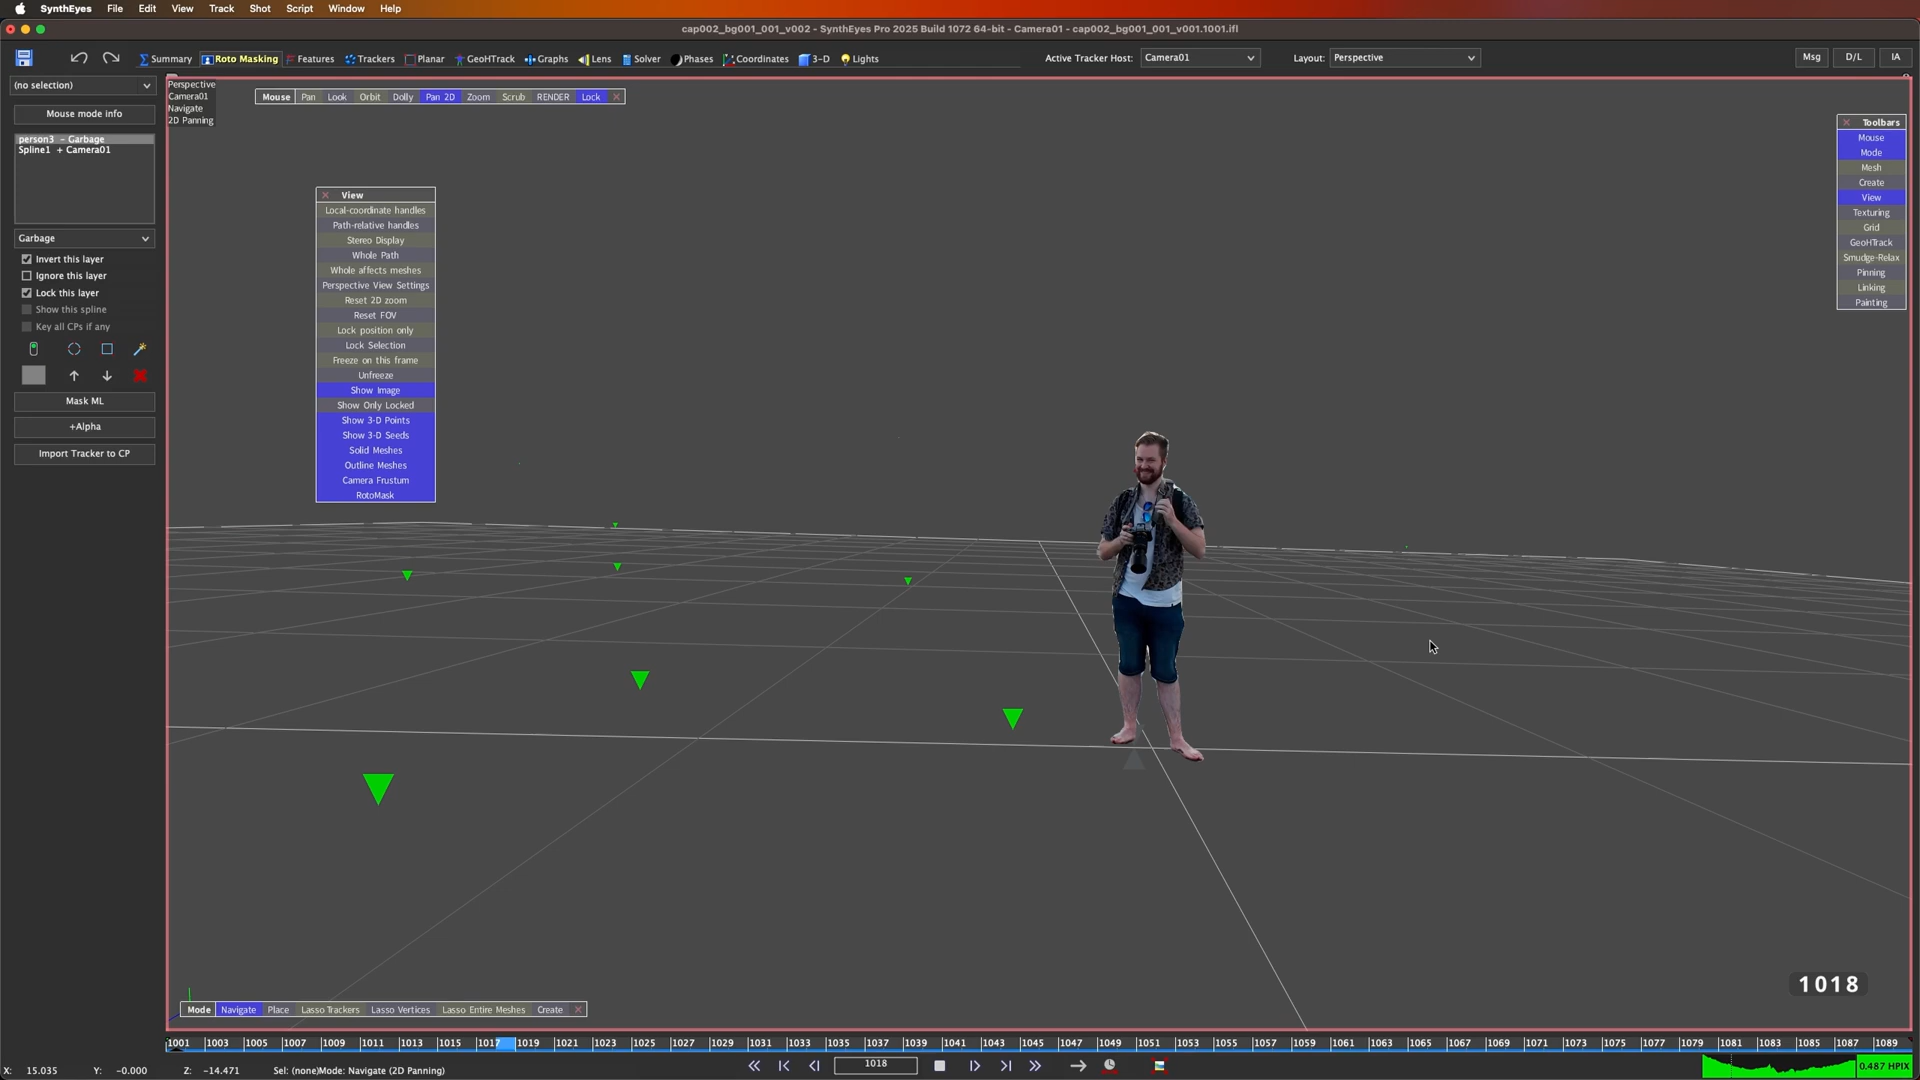 SynthEyes File Edit View Track Shot Script Window Help
cap002_bg001_001_v002 - SynthEyes Pro 2025 Build 1072 64-bit - Camera01 - cap002_bg001_001_v001.1001.ifl
Summary Roto Masking Features Trackers Planar GeoHTrack Graphs Lens Solver Phases Coordinates 3-D Lights Active Tracker Host: Camera01 Layout: Perspective Msg D/L IA
(no selection)
Mouse mode info
person3 - Garbage
Spline1 + Camera01
Garbage
Invert this layer
Ignore this layer
Lock this layer
Show this spline
Key all CPs if any
Mask ML
+Alpha
Import Tracker to CP
Perspective
Camera01
Navigate
2D Panning
Mouse Pan Look Orbit Dolly Pan 2D Zoom Scrub RENDER Lock
View
Local-coordinate handles
Path-relative handles
Stereo Display
Whole Path
Whole affects meshes
Perspective View Settings
Reset 2D zoom
Reset FOV
Lock position only
Lock Selection
Freeze on this frame
Unfreeze
Show Image
Show Only Locked
Show 3-D Points
Show 3-D Seeds
Solid Meshes
Outline Meshes
Camera Frustum
RotoMask
Toolbars
Mouse
Mode
Mesh
Create
View
Texturing
Grid
GeoHTrack
Smudge-Relax
Pinning
Linking
Painting
1018
Mode Navigate Place Lasso Trackers Lasso Vertices Lasso Entire Meshes Create
1001 1003 1005 1007 1009 1011 1013 1015 1017 1019 1021 1023 1025 1027 1029 1031 1033 1035 1037 1039 1041 1043 1045 1047 1049 1051 1053 1055 1057 1059 1061 1063 1065 1067 1069 1071 1073 1075 1077 1079 1081 1083 1085 1087 1089
1018
X: 15.035 Y: -0.000 Z: -14.471 Sel: (none)Mode: Navigate (2D Panning)
0.487 HPIX